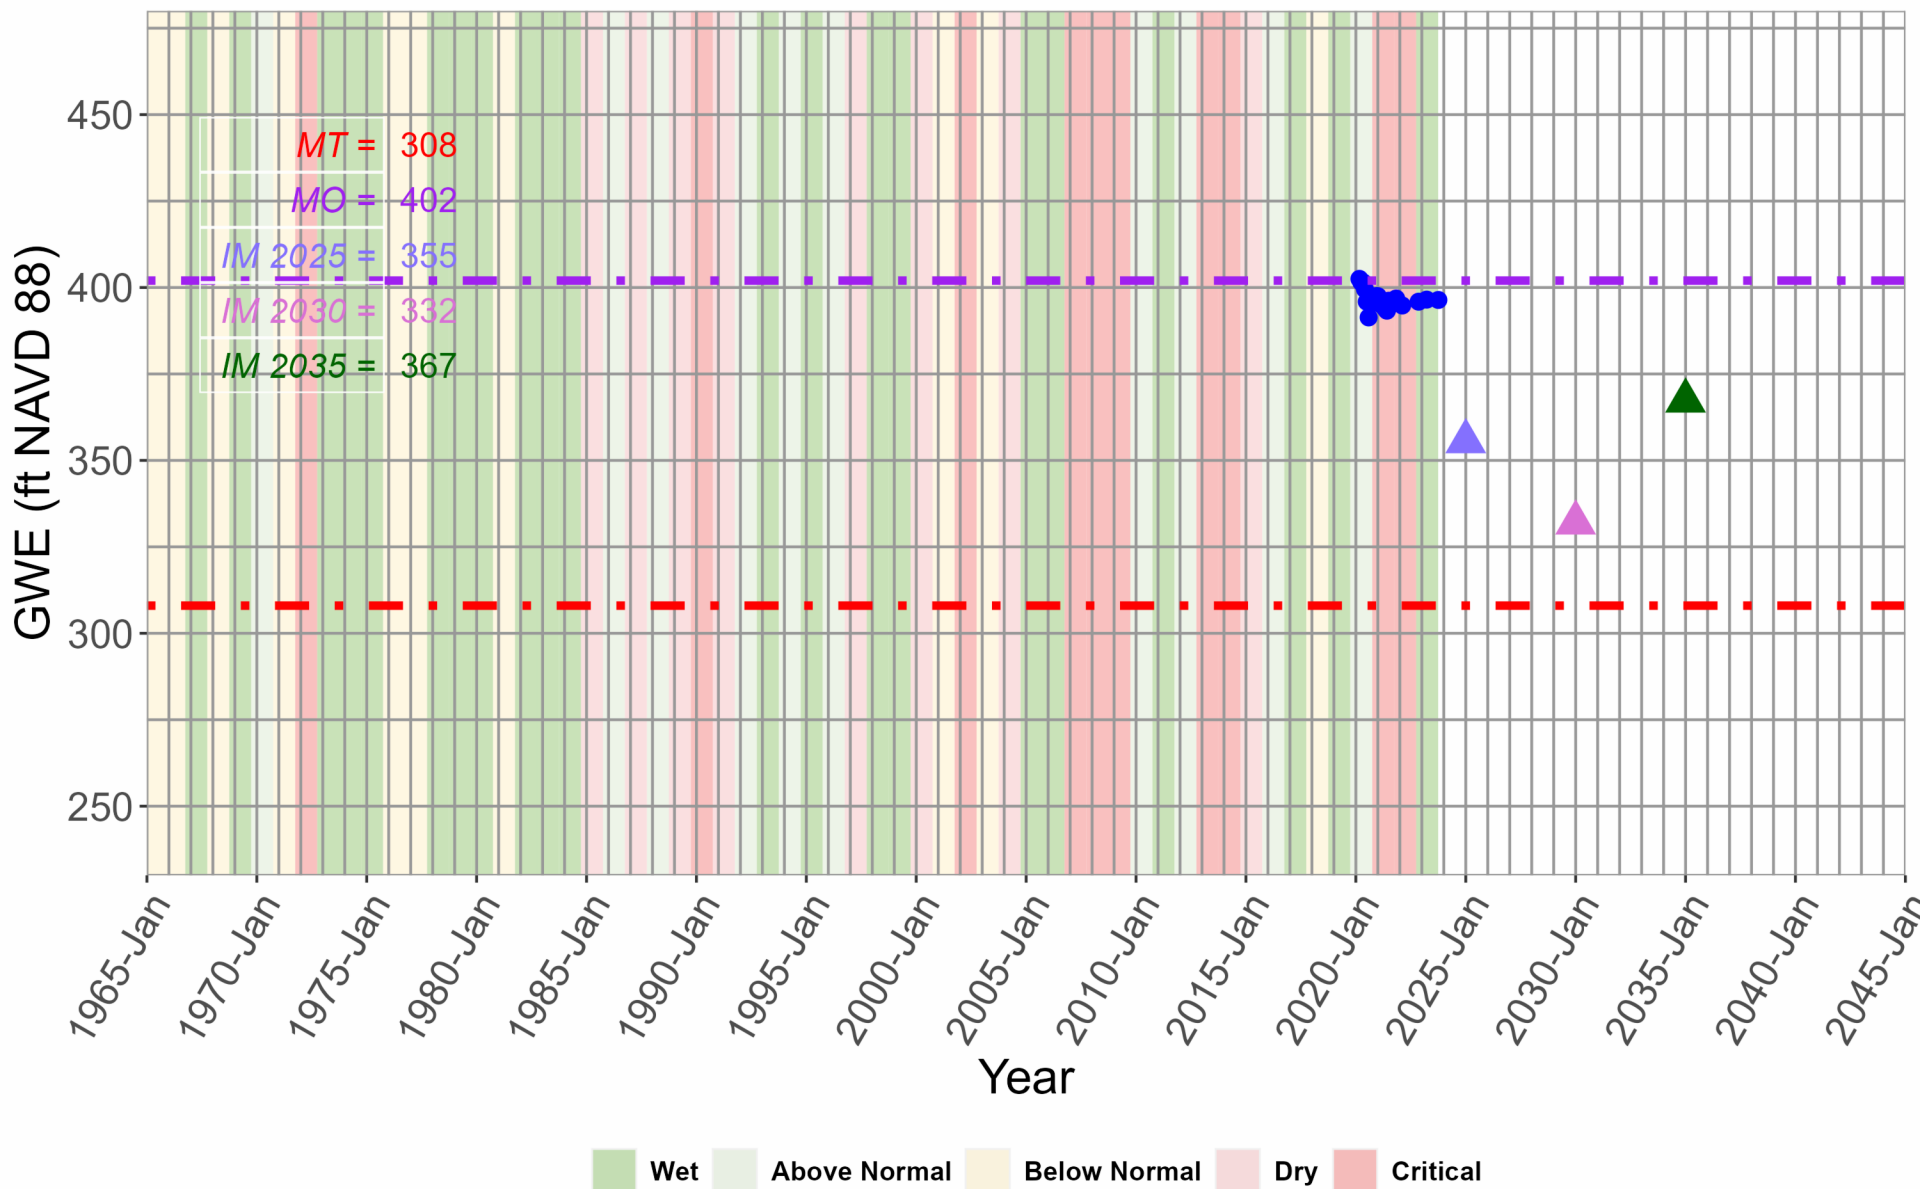 GWE (ft NAVD 88)
450
400
350
300
250
MT = 308
MO = 402
IM 2025 = 355
IM 2030 = 332
IM 2035 = 367
1965-Jan
1970-Jan
1975-Jan
1980-Jan
1985-Jan
1990-Jan
1995-Jan
2000-Jan
2005-Jan
2010-Jan
2015-Jan
2020-Jan
2025-Jan
2030-Jan
2035-Jan
2040-Jan
2045-Jan
Year
Wet Above Normal Below Normal Dry Critical